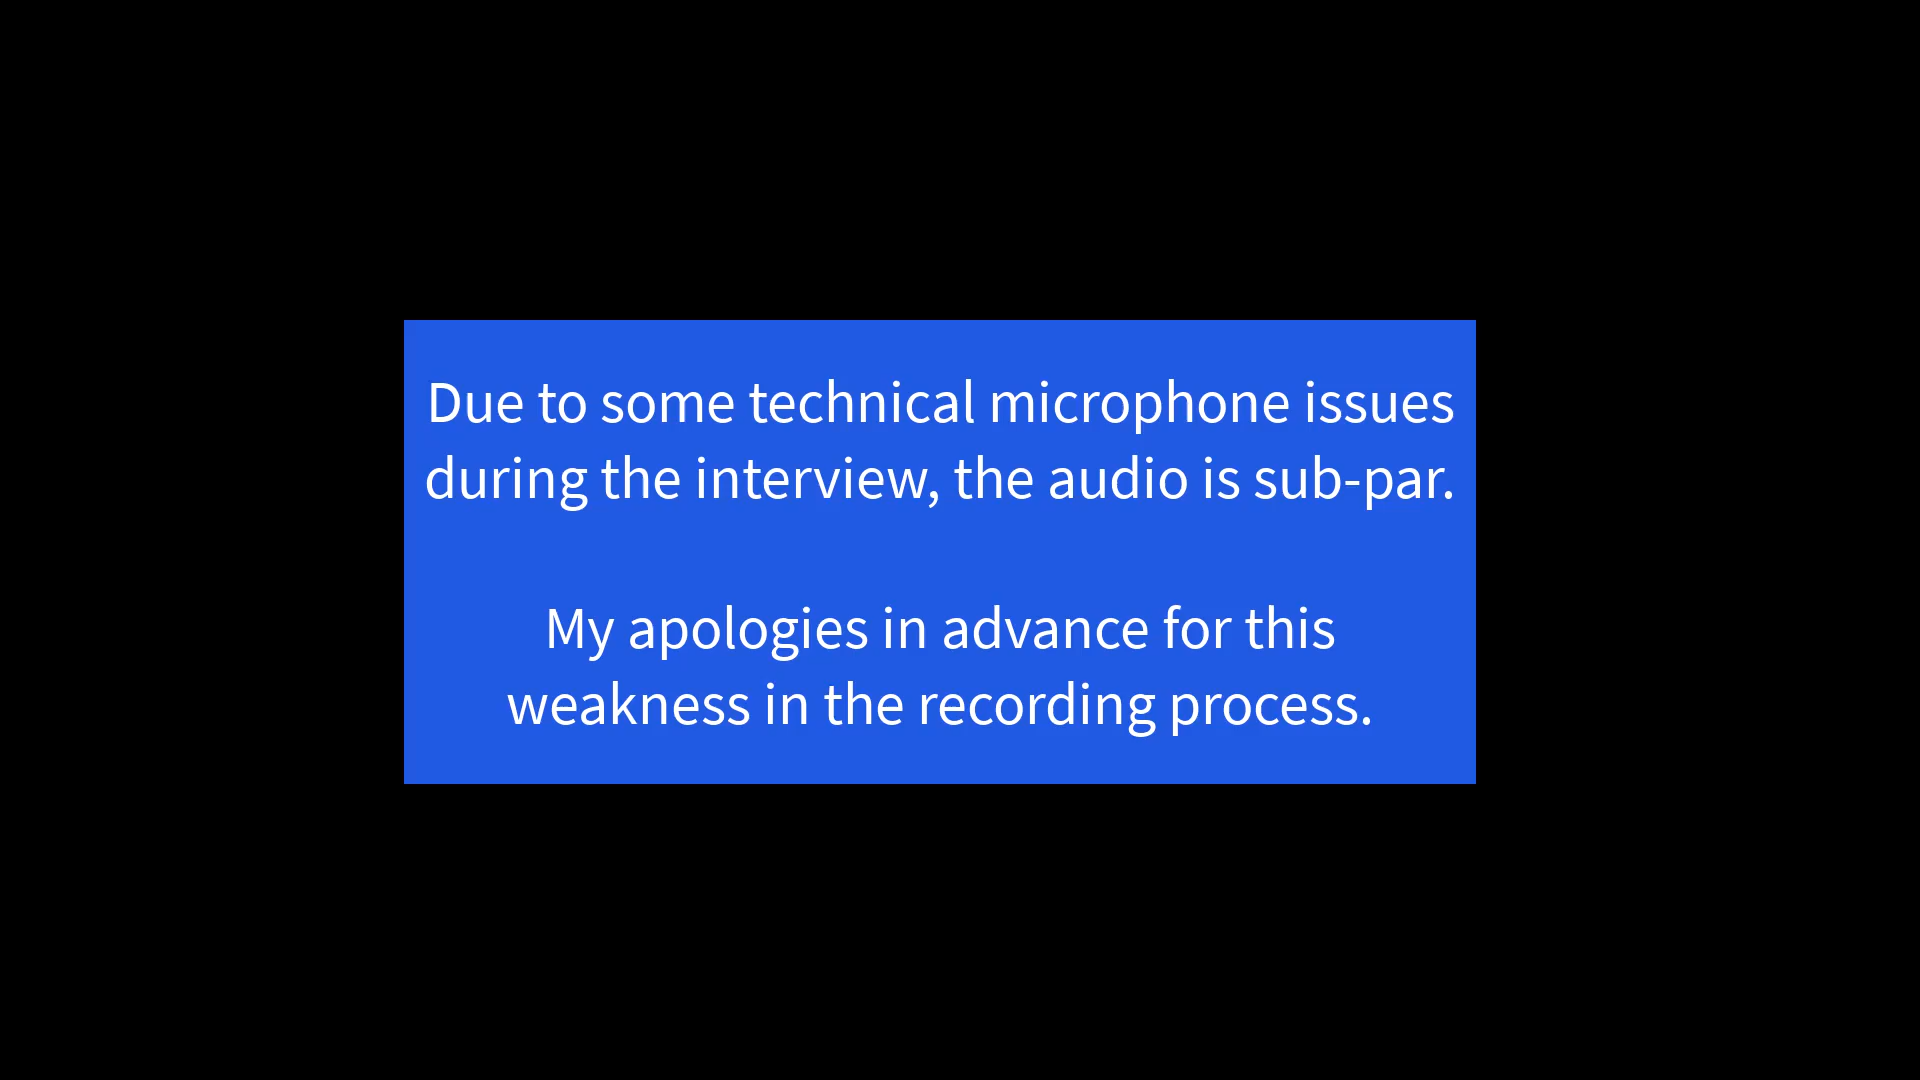 Due to some technical microphone issues
during the interview, the audio is sub-par.
My apologies in advance for this
weakness in the recording process.